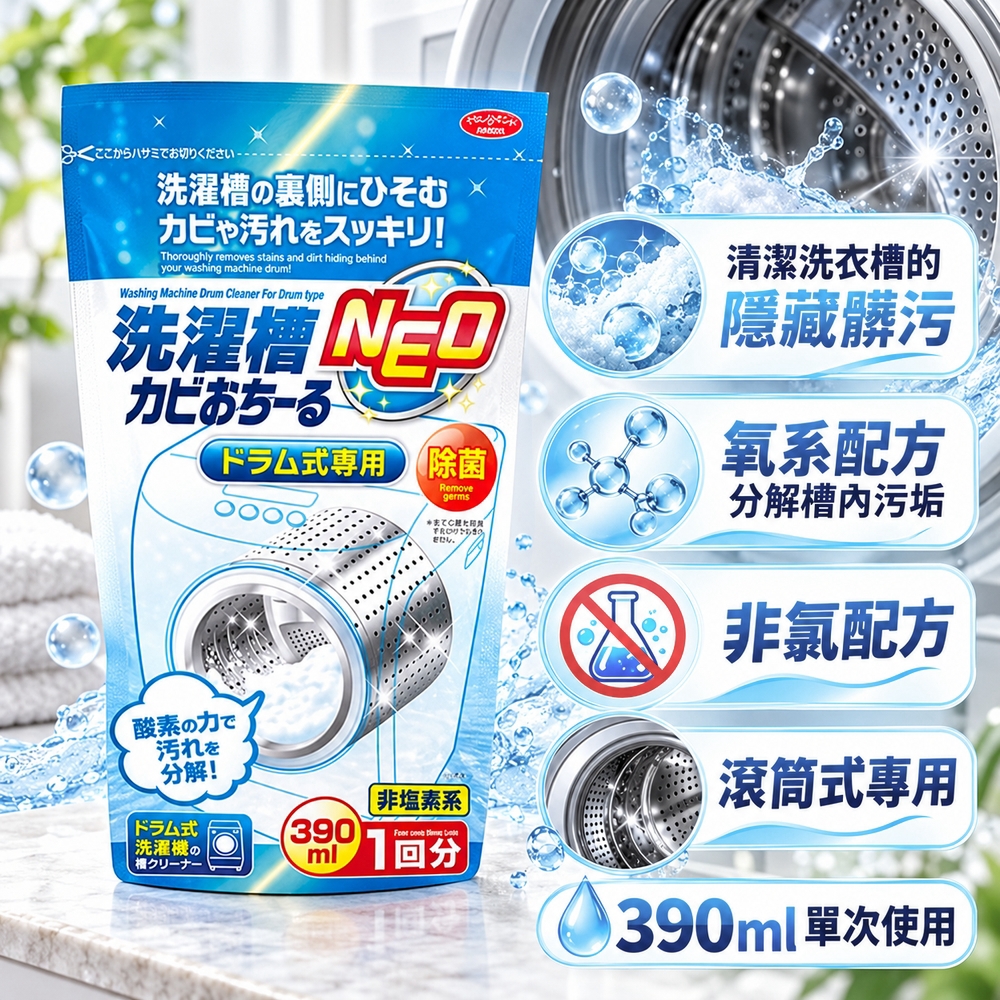 ここからハサミでお切りください
洗濯槽の裏側にひそむ
カビや汚れをスッキリ!
Thoroughly removes stains and dirt hiding behind
your washing machine drum!
Washing Machine Drum Cleaner For Drum type
洗濯槽
NEO
カビおちーる
ドラム式専用
除菌
Remove
germs
酸素の力で
汚れを
分解!
非塩素系
ドラム式
洗濯機の
槽クリーナー
390
ml
1回分
清潔洗衣槽的
隱藏髒污
氧系配方
分解槽內污垢
非氯配方
滾筒式專用
390ml 單次使用